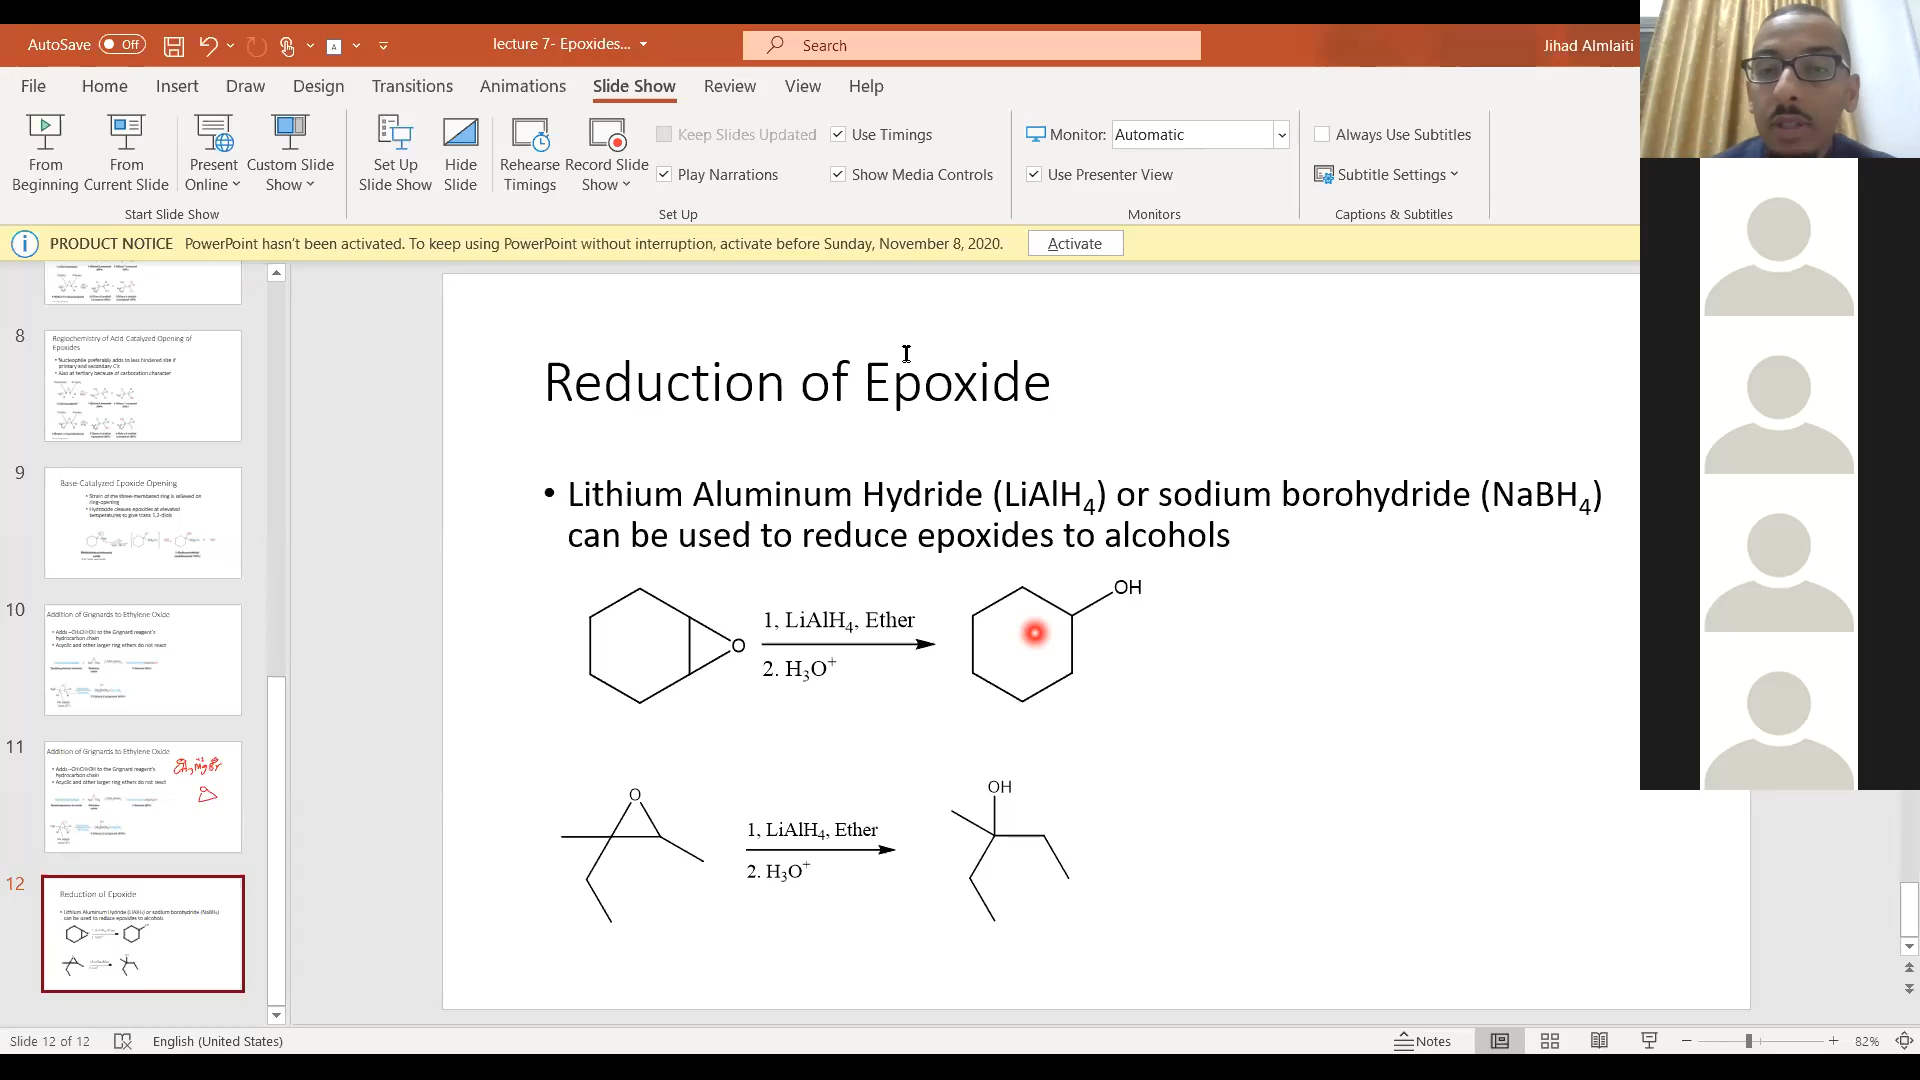 AutoSave Off
lecture 7- Epoxides...
Search
Jihad Almlaiti
File Home Insert Draw Design Transitions Animations Slide Show Review View Help
From Beginning
From Current Slide
Present Online
Custom Slide Show
Start Slide Show
Set Up Slide Show
Hide Slide
Rehearse Timings
Record Slide Show
Keep Slides Updated
Play Narrations
Use Timings
Show Media Controls
Set Up
Monitor: Automatic
Use Presenter View
Monitors
Always Use Subtitles
Subtitle Settings
Captions & Subtitles
PRODUCT NOTICE PowerPoint hasn't been activated. To keep using PowerPoint without interruption, activate before Sunday, November 8, 2020. Activate
8
Regiochemistry of Acid Catalyzed Opening of
Epoxides
• Nucleophile preferably adds to less hindered site if
primary and secondary C's
• Also at tertiary because of carbocation character
9
Base-Catalyzed Epoxide Opening
• Strain of the three-membered ring is relieved on
ring-opening
• Hydroxide cleaves epoxides at elevated
temperatures to give trans 1,2-diols
10
Addition of Grignards to Ethylene Oxide
• Adds –CH2CH2OH to the Grignard reagent's
hydrocarbon chain
• Acyclic and other larger ring ethers do not react
11
Addition of Grignards to Ethylene Oxide
• Adds –CH2CH2OH to the Grignard reagent's
hydrocarbon chain
• Acyclic and other larger ring ethers do not react
12
Reduction of Epoxide
• Lithium Aluminum Hydride (LiAlH4) or sodium borohydride (NaBH4)
can be used to reduce epoxides to alcohols
Reduction of Epoxide
• Lithium Aluminum Hydride (LiAlH₄) or sodium borohydride (NaBH₄)
can be used to reduce epoxides to alcohols
O
1, LiAlH₄, Ether
2. H₃O⁺
OH
O
1, LiAlH₄, Ether
2. H₃O⁺
OH
Slide 12 of 12 English (United States) Notes 82%